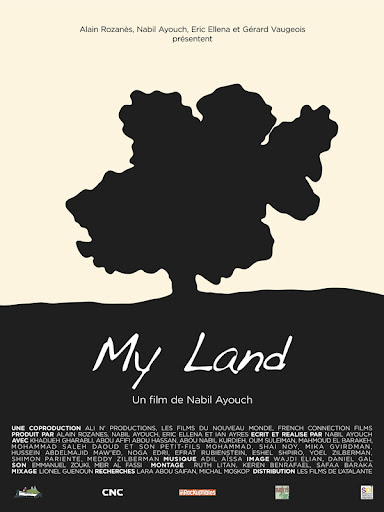 Alain Rozanès, Nabil Ayouch, Eric Ellena et Gérard Vaugeois
présentent
My Land
Un film de Nabil Ayouch
UNE COPRODUCTION ALI N' PRODUCTIONS, LES FILMS DU NOUVEAU MONDE, FRENCH CONNECTION FILMS
PRODUIT PAR ALAIN ROZANES, NABIL AYOUCH, ERIC ELLENA ET IAN AYRES ECRIT ET REALISE PAR NABIL AYOUCH
AVEC KHADIJEH GHARABLI, ABOU AFIF ABOU HASSAN, ABOU NABIL KURDIEH, OUM SULEIMAN, MAHMOUD EL BARAKEH,
MOHAMMAD SALEH DAOUD ET SON PETIT-FILS MOHAMMAD, SHAI NOY, MIKA GVIRDMAN,
HUSSEIN ABDELMAJID MAW'ED, NOGA EDRI, EFRAT RUBIENSTEIN, ESHEL SHPIRO, YOEL ZILBERMAN,
SHIMON PARIENTE, MEDDY ZILBERMAN MUSIQUE ADIL AÏSSA IMAGE WAJDI ELIAN, DANIEL GAL
SON EMMANUEL ZOUKI, MEIR AL FASSI MONTAGE RUTH LITAN, KEREN BENRAFAEL, SAFAA BARAKA
MIXAGE LIONEL GUENOUN RECHERCHES LARA ABOU SAIFAN, MICHAL MOSKOP DISTRIBUTION LES FILMS DE L'ATALANTE
CNC
inRocKuptibles